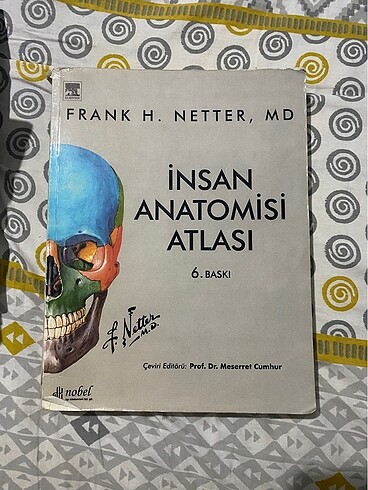 FRANK H. NETTER, MD
İNSAN
ANATOMİSİ
ATLASI
6. BASKI
F. Netter
M.D.
Çeviri Editörü: Prof. Dr. Meserret Cumhur
nobel